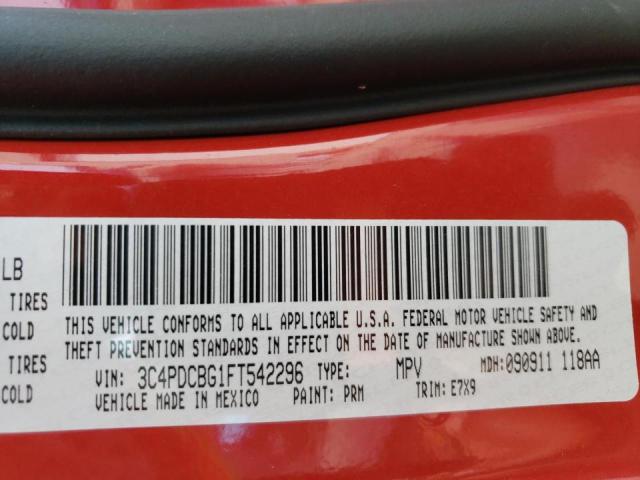 LB
TIRES
COLD
TIRES
COLD
THIS VEHICLE CONFORMS TO ALL APPLICABLE U.S.A. FEDERAL MOTOR VEHICLE SAFETY AND
THEFT PREVENTION STANDARDS IN EFFECT ON THE DATE OF MANUFACTURE SHOWN ABOVE.
VIN: 3C4PDCBG1FT542296 TYPE: MPV MDH:090911 118AA
VEHICLE MADE IN MEXICO PAINT: PRM TRIM: E7X9